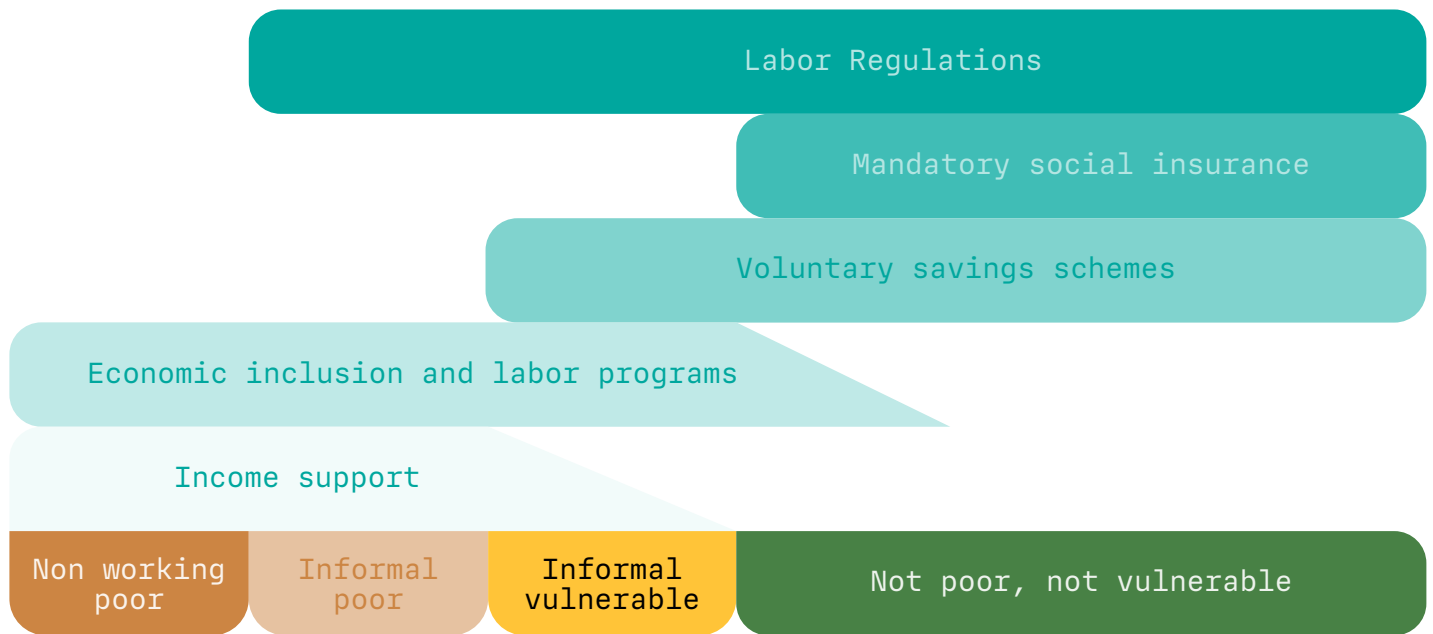 Labor Regulations
Mandatory social insurance
Voluntary savings schemes
Economic inclusion and labor programs
Income support
Non working
poor
Informal
poor
Informal
vulnerable
Not poor, not vulnerable